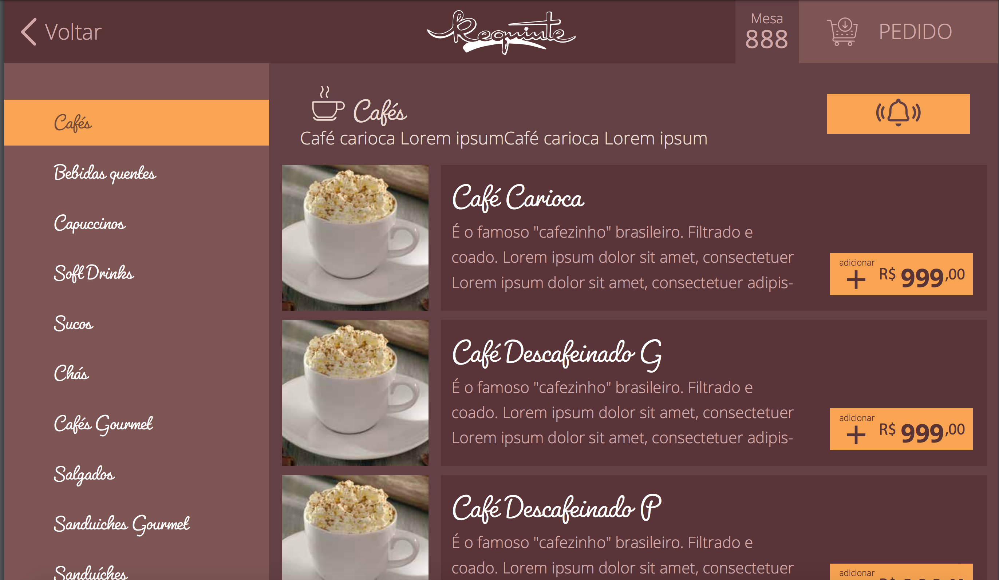 Voltar
Requinte
Mesa
888
PEDIDO
Cafés
Bebidas quentes
Capuccinos
Soft Drinks
Sucos
Chás
Cafés Gourmet
Salgados
Sanduiches Gourmet
Sanduíches
Cafés
Café carioca Lorem ipsumCafé carioca Lorem ipsum
Café Carioca
É o famoso "cafezinho" brasileiro. Filtrado e
coado. Lorem ipsum dolor sit amet, consectetuer
Lorem ipsum dolor sit amet, consectetuer adipis-
adicionar
+ R$ 999,00
Café Descafeinado G
É o famoso "cafezinho" brasileiro. Filtrado e
coado. Lorem ipsum dolor sit amet, consectetuer
Lorem ipsum dolor sit amet, consectetuer adipis-
adicionar
+ R$ 999,00
Café Descafeinado P
É o famoso "cafezinho" brasileiro. Filtrado e
coado. Lorem ipsum dolor sit amet, consectetuer
adicionar